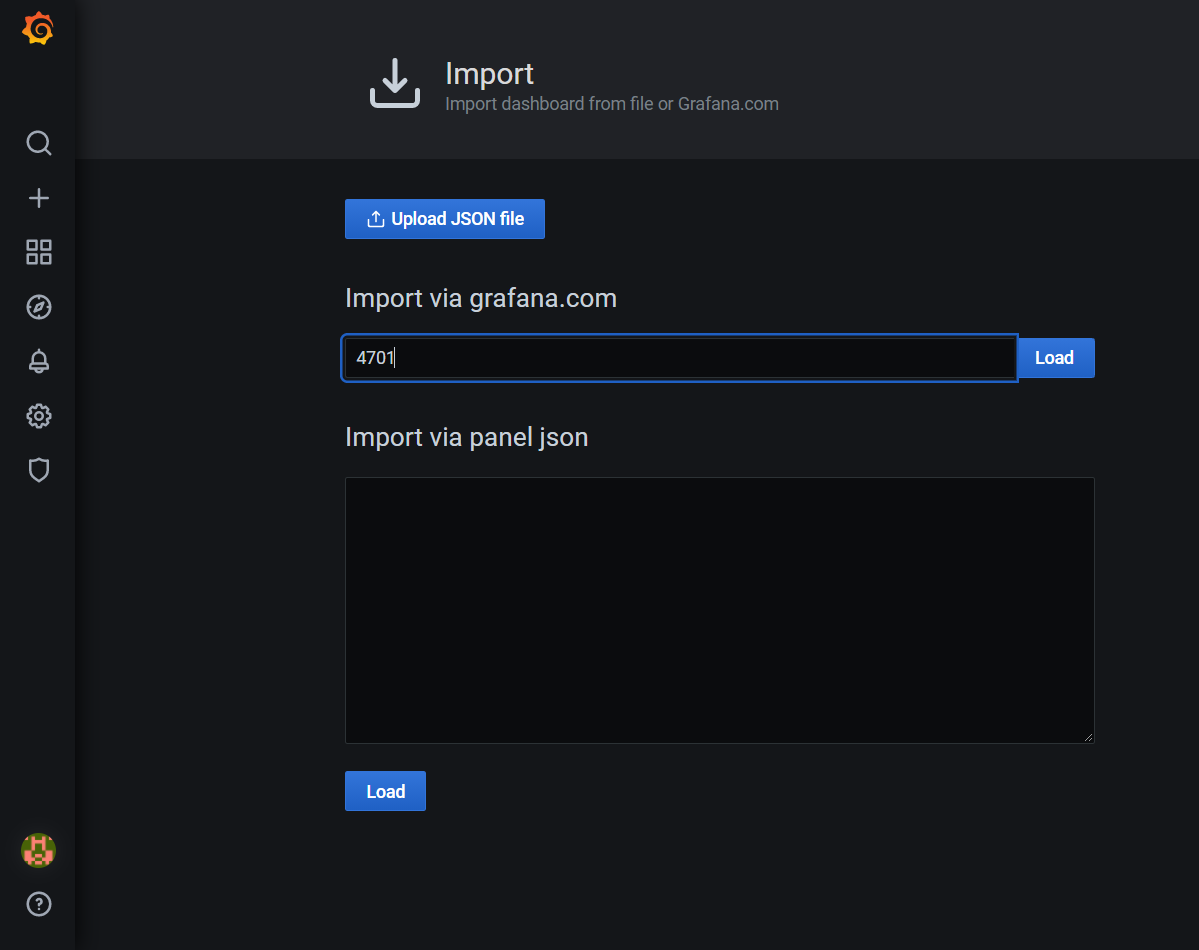 Import
Import dashboard from file or Grafana.com
Upload JSON file
Import via grafana.com
4701
Load
Import via panel json
Load